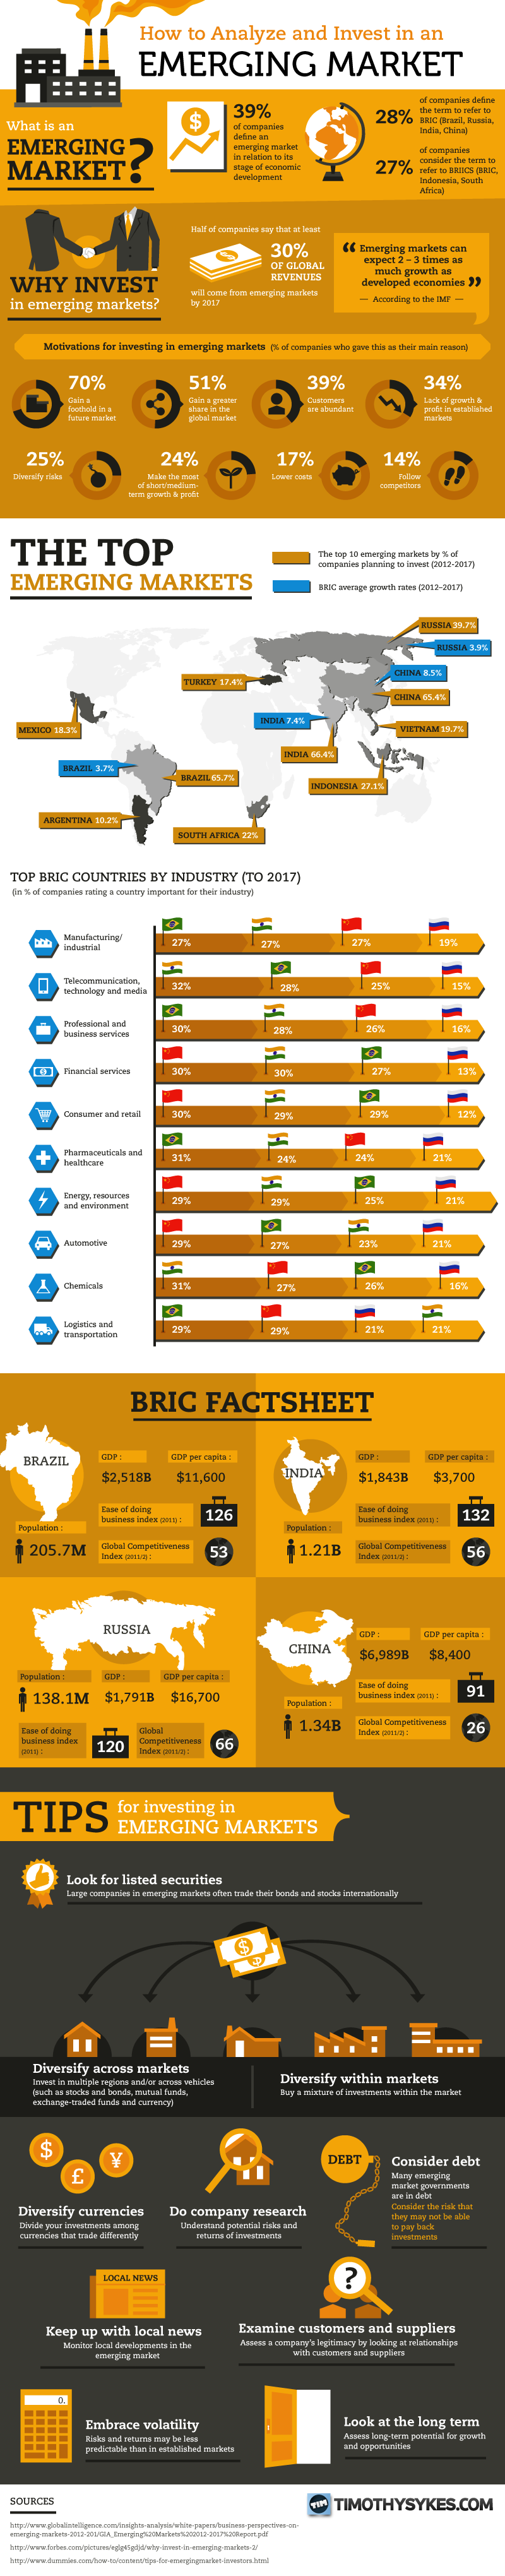 How to Analyze and Invest in an
EMERGING MARKET
What is an
EMERGING
MARKET?
39%
of companies
define an
emerging market
in relation to its
stage of economic
development
28%
of companies define
the term to refer to
BRIC (Brazil, Russia,
India, China)
27%
of companies
consider the term to
refer to BRIICS (BRIC,
Indonesia, South
Africa)
WHY INVEST
in emerging markets?
Half of companies say that at least
30%
OF GLOBAL
REVENUES
will come from emerging markets
by 2017
“ Emerging markets can
expect 2 – 3 times as
much growth as
developed economies ”
— According to the IMF —
Motivations for investing in emerging markets (% of companies who gave this as their main reason)
70%
Gain a
foothold in a
future market
51%
Gain a greater
share in the
global market
39%
Customers
are abundant
34%
Lack of growth &
profit in established
markets
25%
Diversify risks
24%
Make the most
of short/medium-
term growth & profit
17%
Lower costs
14%
Follow
competitors
THE TOP
EMERGING MARKETS
The top 10 emerging markets by % of
companies planning to invest (2012-2017)
BRIC average growth rates (2012–2017)
RUSSIA 39.7%
RUSSIA 3.9%
CHINA 8.5%
TURKEY 17.4%
CHINA 65.4%
INDIA 7.4%
MEXICO 18.3%
VIETNAM 19.7%
INDIA 66.4%
BRAZIL 3.7%
BRAZIL 65.7%
INDONESIA 27.1%
ARGENTINA 10.2%
SOUTH AFRICA 22%
TOP BRIC COUNTRIES BY INDUSTRY (TO 2017)
(in % of companies rating a country important for their industry)
Manufacturing/
industrial
27% 27% 27% 19%
Telecommunication,
technology and media
32% 28% 25% 15%
Professional and
business services
30% 28% 26% 16%
Financial services
30% 30% 27% 13%
Consumer and retail
30% 29% 29% 12%
Pharmaceuticals and
healthcare
31% 24% 24% 21%
Energy, resources
and environment
29% 29% 25% 21%
Automotive
29% 27% 23% 21%
Chemicals
31% 27% 26% 16%
Logistics and
transportation
29% 29% 21% 21%
BRIC FACTSHEET
BRAZIL
GDP : GDP per capita :
$2,518B $11,600
Ease of doing
business index (2011) :
126
Population :
205.7M
Global Competitiveness
Index (2011/2) :
53
INDIA
GDP : GDP per capita :
$1,843B $3,700
Ease of doing
business index (2011) :
132
Population :
1.21B
Global Competitiveness
Index (2011/2) :
56
RUSSIA
Population : GDP : GDP per capita :
138.1M $1,791B $16,700
Ease of doing
business index
(2011) :
120
Global
Competitiveness
Index (2011/2) :
66
CHINA
GDP : GDP per capita :
$6,989B $8,400
Ease of doing
business index (2011) :
91
Population :
1.34B
Global Competitiveness
Index (2011/2) :
26
TIPS for investing in
EMERGING MARKETS
Look for listed securities
Large companies in emerging markets often trade their bonds and stocks internationally
Diversify across markets
Invest in multiple regions and/or across vehicles
(such as stocks and bonds, mutual funds,
exchange-traded funds and currency)
Diversify within markets
Buy a mixture of investments within the market
Diversify currencies
Divide your investments among
currencies that trade differently
Do company research
Understand potential risks and
returns of investments
DEBT
Consider debt
Many emerging
market governments
are in debt
Consider the risk that
they may not be able
to pay back
investments
LOCAL NEWS
Keep up with local news
Monitor local developments in the
emerging market
?
Examine customers and suppliers
Assess a company's legitimacy by looking at relationships
with customers and suppliers
0.
Embrace volatility
Risks and returns may be less
predictable than in established markets
Look at the long term
Assess long-term potential for growth
and opportunities
SOURCES
TIM TIMOTHYSYKES.COM
http://www.globalintelligence.com/insights-analysis/white-papers/business-perspectives-on-
emerging-markets-2012-201/GIA_Emerging%20Markets%202012-2017%20Report.pdf
http://www.forbes.com/pictures/eglg45gdjd/why-invest-in-emerging-markets-2/
http://www.dummies.com/how-to/content/tips-for-emergingmarket-investors.html